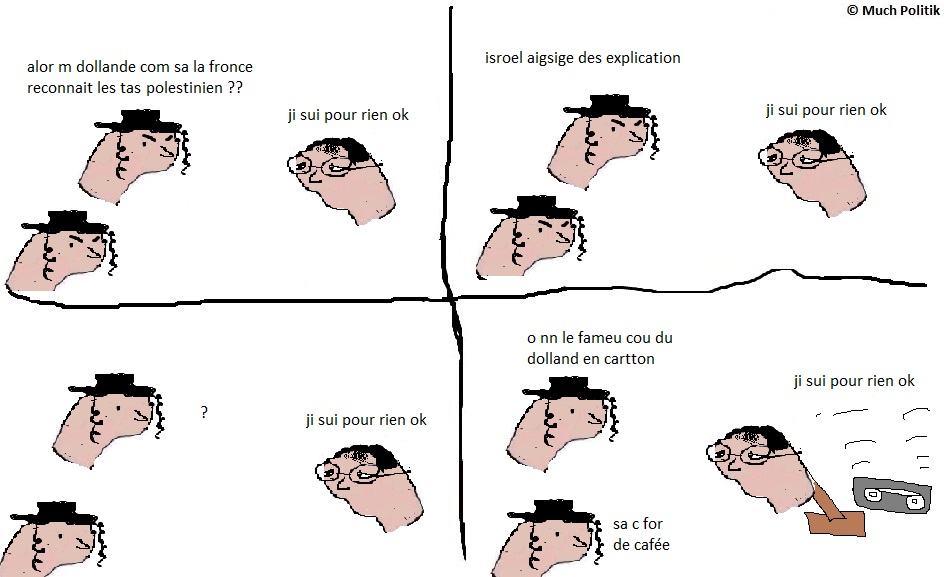 © Much Politik
alor m dollande com sa la fronce
reconnait les tas polestinien ??
ji sui pour rien ok
isroel aigsige des explication
ji sui pour rien ok
?
ji sui pour rien ok
o nn le fameu cou du
dolland en cartton
ji sui pour rien ok
sa c for
de cafée